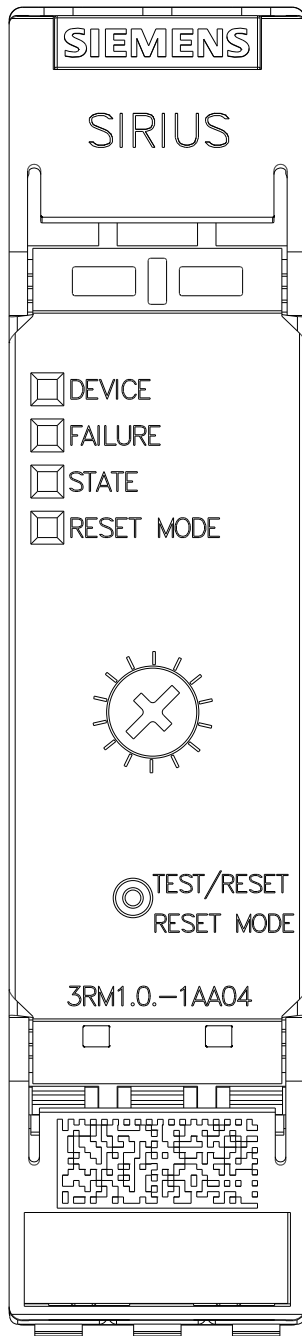 SIEMENS
SIRIUS
DEVICE
FAILURE
STATE
RESET MODE
TEST/RESET
RESET MODE
3RM1.0.-1AA04